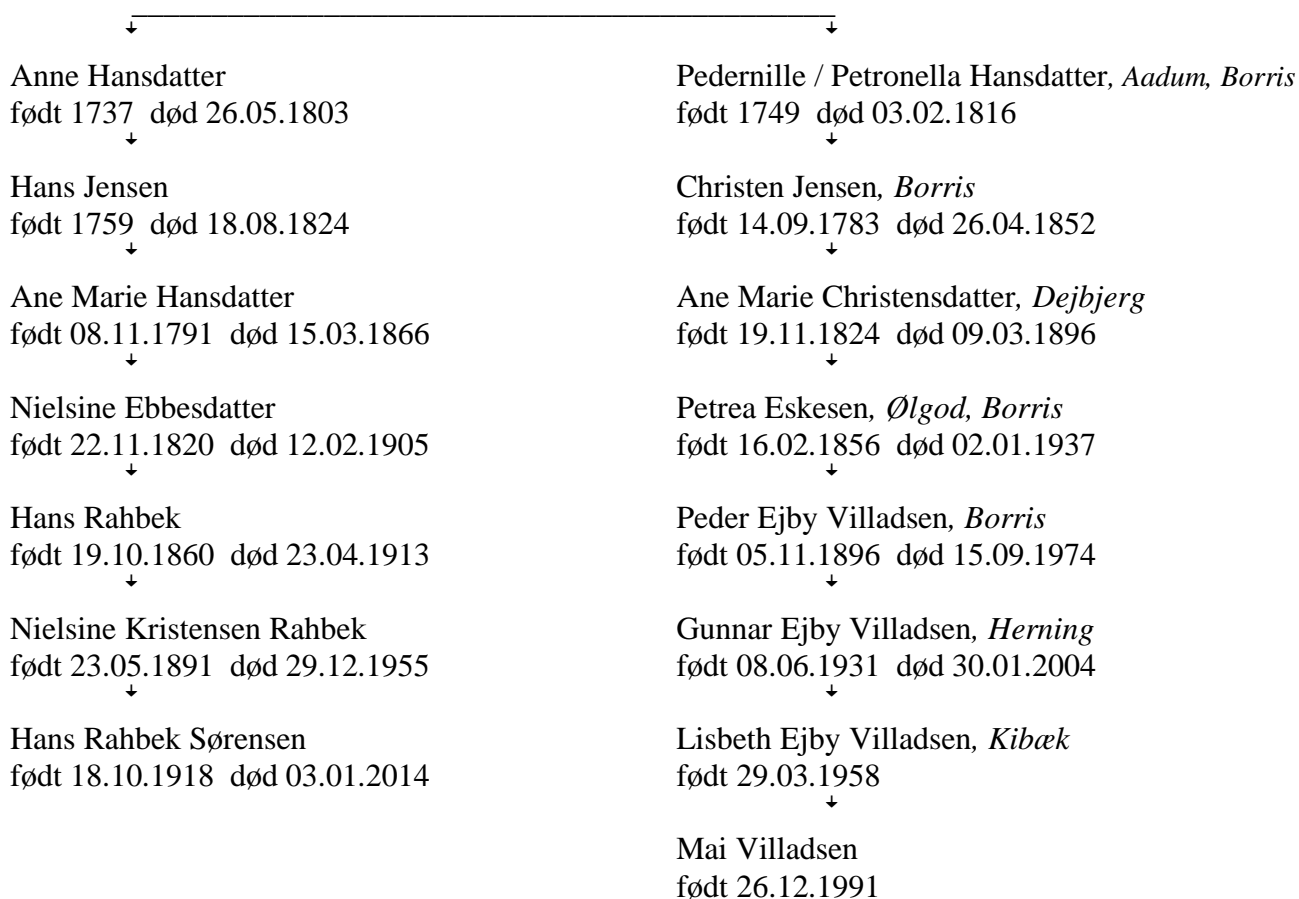 Anne Hansdatter
født 1737 død 26.05.1803
Hans Jensen
født 1759 død 18.08.1824
Ane Marie Hansdatter
født 08.11.1791 død 15.03.1866
Nielsine Ebbesdatter
født 22.11.1820 død 12.02.1905
Hans Rahbek
født 19.10.1860 død 23.04.1913
Nielsine Kristensen Rahbek
født 23.05.1891 død 29.12.1955
Hans Rahbek Sørensen
født 18.10.1918 død 03.01.2014
Pedernille / Petronella Hansdatter, Aadum, Borris
født 1749 død 03.02.1816
Christen Jensen, Borris
født 14.09.1783 død 26.04.1852
Ane Marie Christensdatter, Dejbjerg
født 19.11.1824 død 09.03.1896
Petrea Eskesen, Ølgod, Borris
født 16.02.1856 død 02.01.1937
Peder Ejby Villadsen, Borris
født 05.11.1896 død 15.09.1974
Gunnar Ejby Villadsen, Herning
født 08.06.1931 død 30.01.2004
Lisbeth Ejby Villadsen, Kibæk
født 29.03.1958
Mai Villadsen
født 26.12.1991